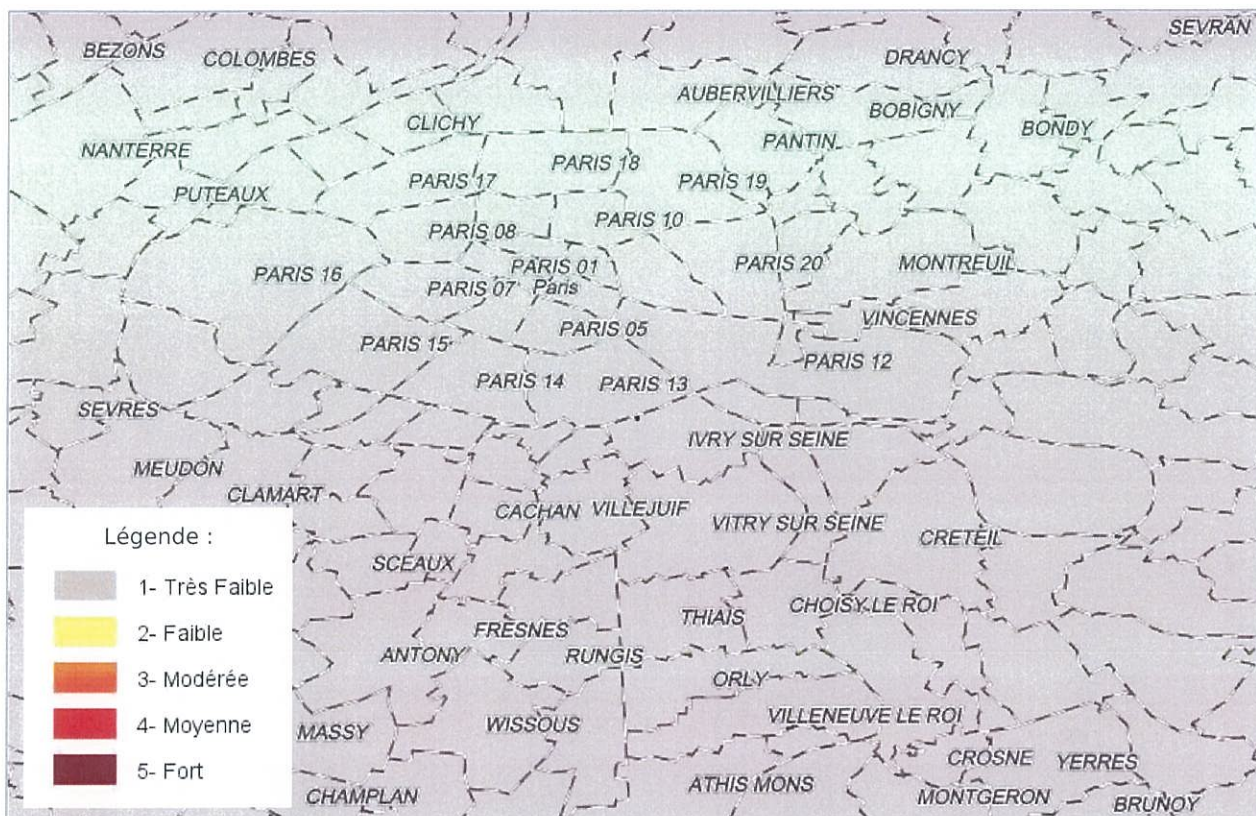 SEVRAN
BEZONS
COLOMBES
DRANCY
AUBERVILLIERS
BOBIGNY
CLICHY
BONDY
NANTERRE
PANTIN
PARIS 18
PARIS 17
PARIS 19
PUTEAUX
PARIS 10
PARIS 08
PARIS 16
PARIS 01
PARIS 20
MONTREUIL
PARIS 07
Paris
VINCENNES
PARIS 05
PARIS 15
PARIS 12
PARIS 14
PARIS 13
SEVRES
IVRY SUR SEINE
MEUDON
CLAMART
CACHAN
VILLEJUIF
VITRY SUR SEINE
CRETEIL
SCEAUX
CHOISY LE ROI
THIAIS
FRESNES
ANTONY
RUNGIS
ORLY
VILLENEUVE LE ROI
MASSY
WISSOUS
CROSNE
YERRES
ATHIS MONS
CHAMPLAN
MONTGERON
BRUNOY
Légende :
1- Très Faible
2- Faible
3- Modérée
4- Moyenne
5- Fort